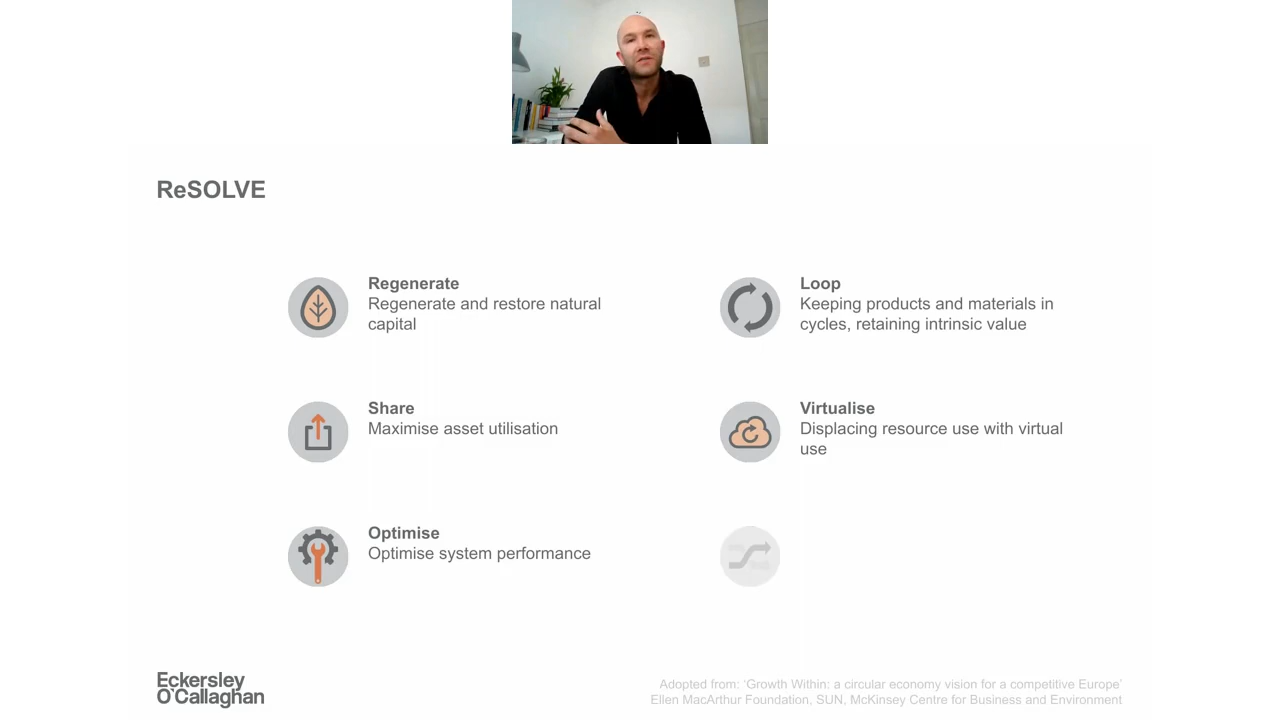 ReSOLVE
Regenerate
Regenerate and restore natural
capital
Share
Maximise asset utilisation
Optimise
Optimise system performance
Loop
Keeping products and materials in
cycles, retaining intrinsic value
Virtualise
Displacing resource use with virtual
use
Eckersley
O'Callaghan
Adopted from: ‘Growth Within: a circular economy vision for a competitive Europe’
Ellen MacArthur Foundation, SUN, McKinsey Centre for Business and Environment